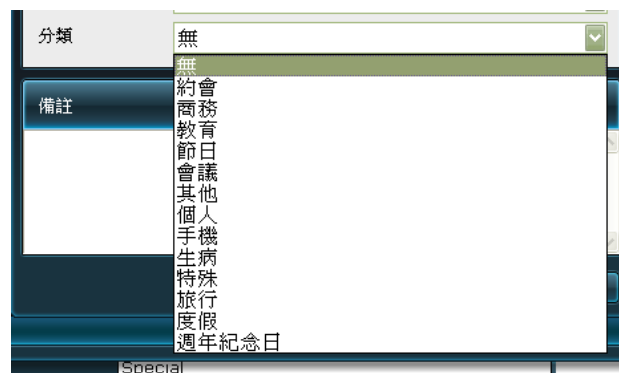 分類
無
無
約會
商務
備註
教育
節日
會議
其他
個人
手機
生病
特殊
旅行
度假
週年紀念日
Special